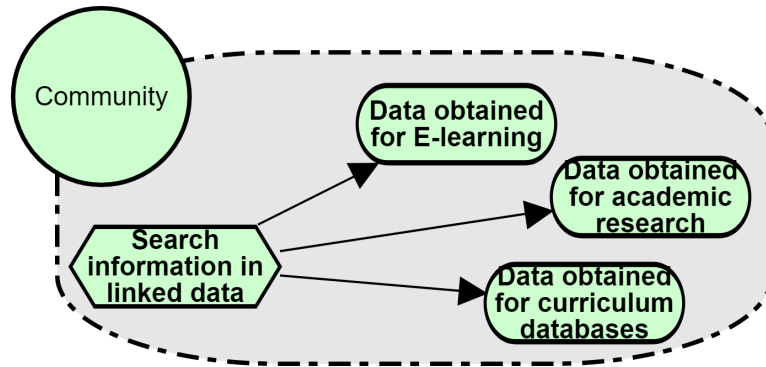 Community
Data obtained
for E-learning
Data obtained
for academic
research
Search
information in
linked data
Data obtained
for curriculum
databases